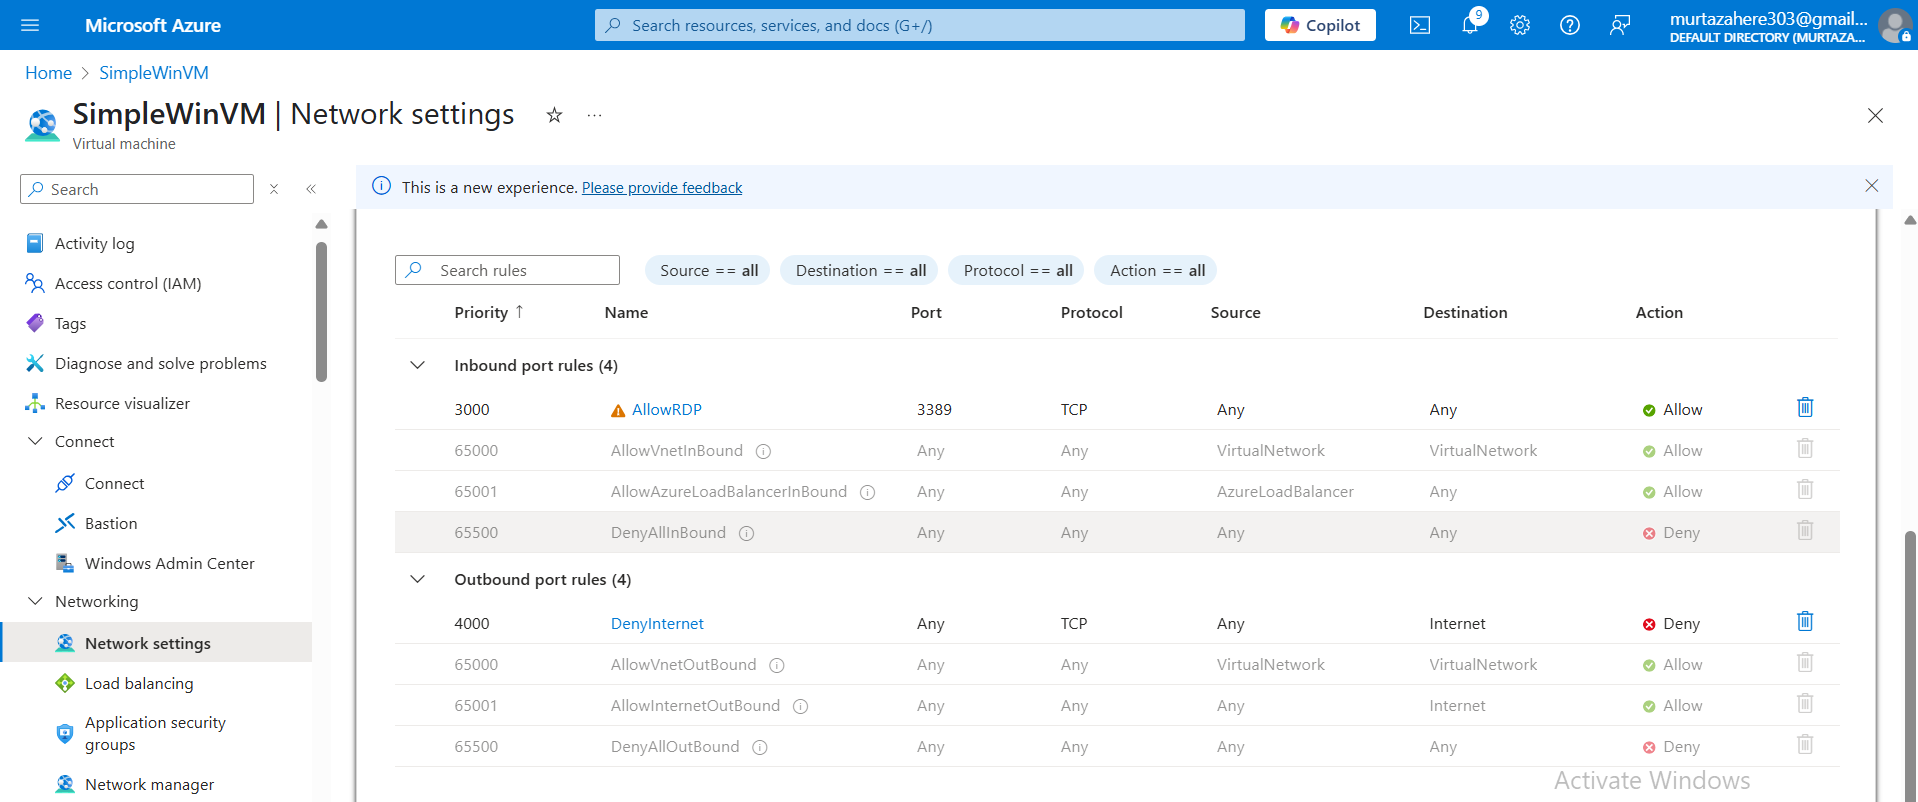 Microsoft Azure
Search resources, services, and docs (G+/)
Copilot
9
murtazahere303@gmail...
DEFAULT DIRECTORY (MURTAZA...
Home > SimpleWinVM
SimpleWinVM | Network settings ...
Virtual machine
Search
This is a new experience. Please provide feedback
Activity log
Access control (IAM)
Tags
Diagnose and solve problems
Resource visualizer
Connect
Connect
Bastion
Windows Admin Center
Networking
Network settings
Load balancing
Application security
groups
Network manager
Search rules
Source == all
Destination == all
Protocol == all
Action == all
Priority ↑ Name Port Protocol Source Destination Action
Inbound port rules (4)
3000 AllowRDP 3389 TCP Any Any Allow
65000 AllowVnetInBound Any Any VirtualNetwork VirtualNetwork Allow
65001 AllowAzureLoadBalancerInBound Any Any AzureLoadBalancer Any Allow
65500 DenyAllInBound Any Any Any Any Deny
Outbound port rules (4)
4000 DenyInternet Any TCP Any Internet Deny
65000 AllowVnetOutBound Any Any VirtualNetwork VirtualNetwork Allow
65001 AllowInternetOutBound Any Any Any Internet Allow
65500 DenyAllOutBound Any Any Any Any Deny
Activate Windows